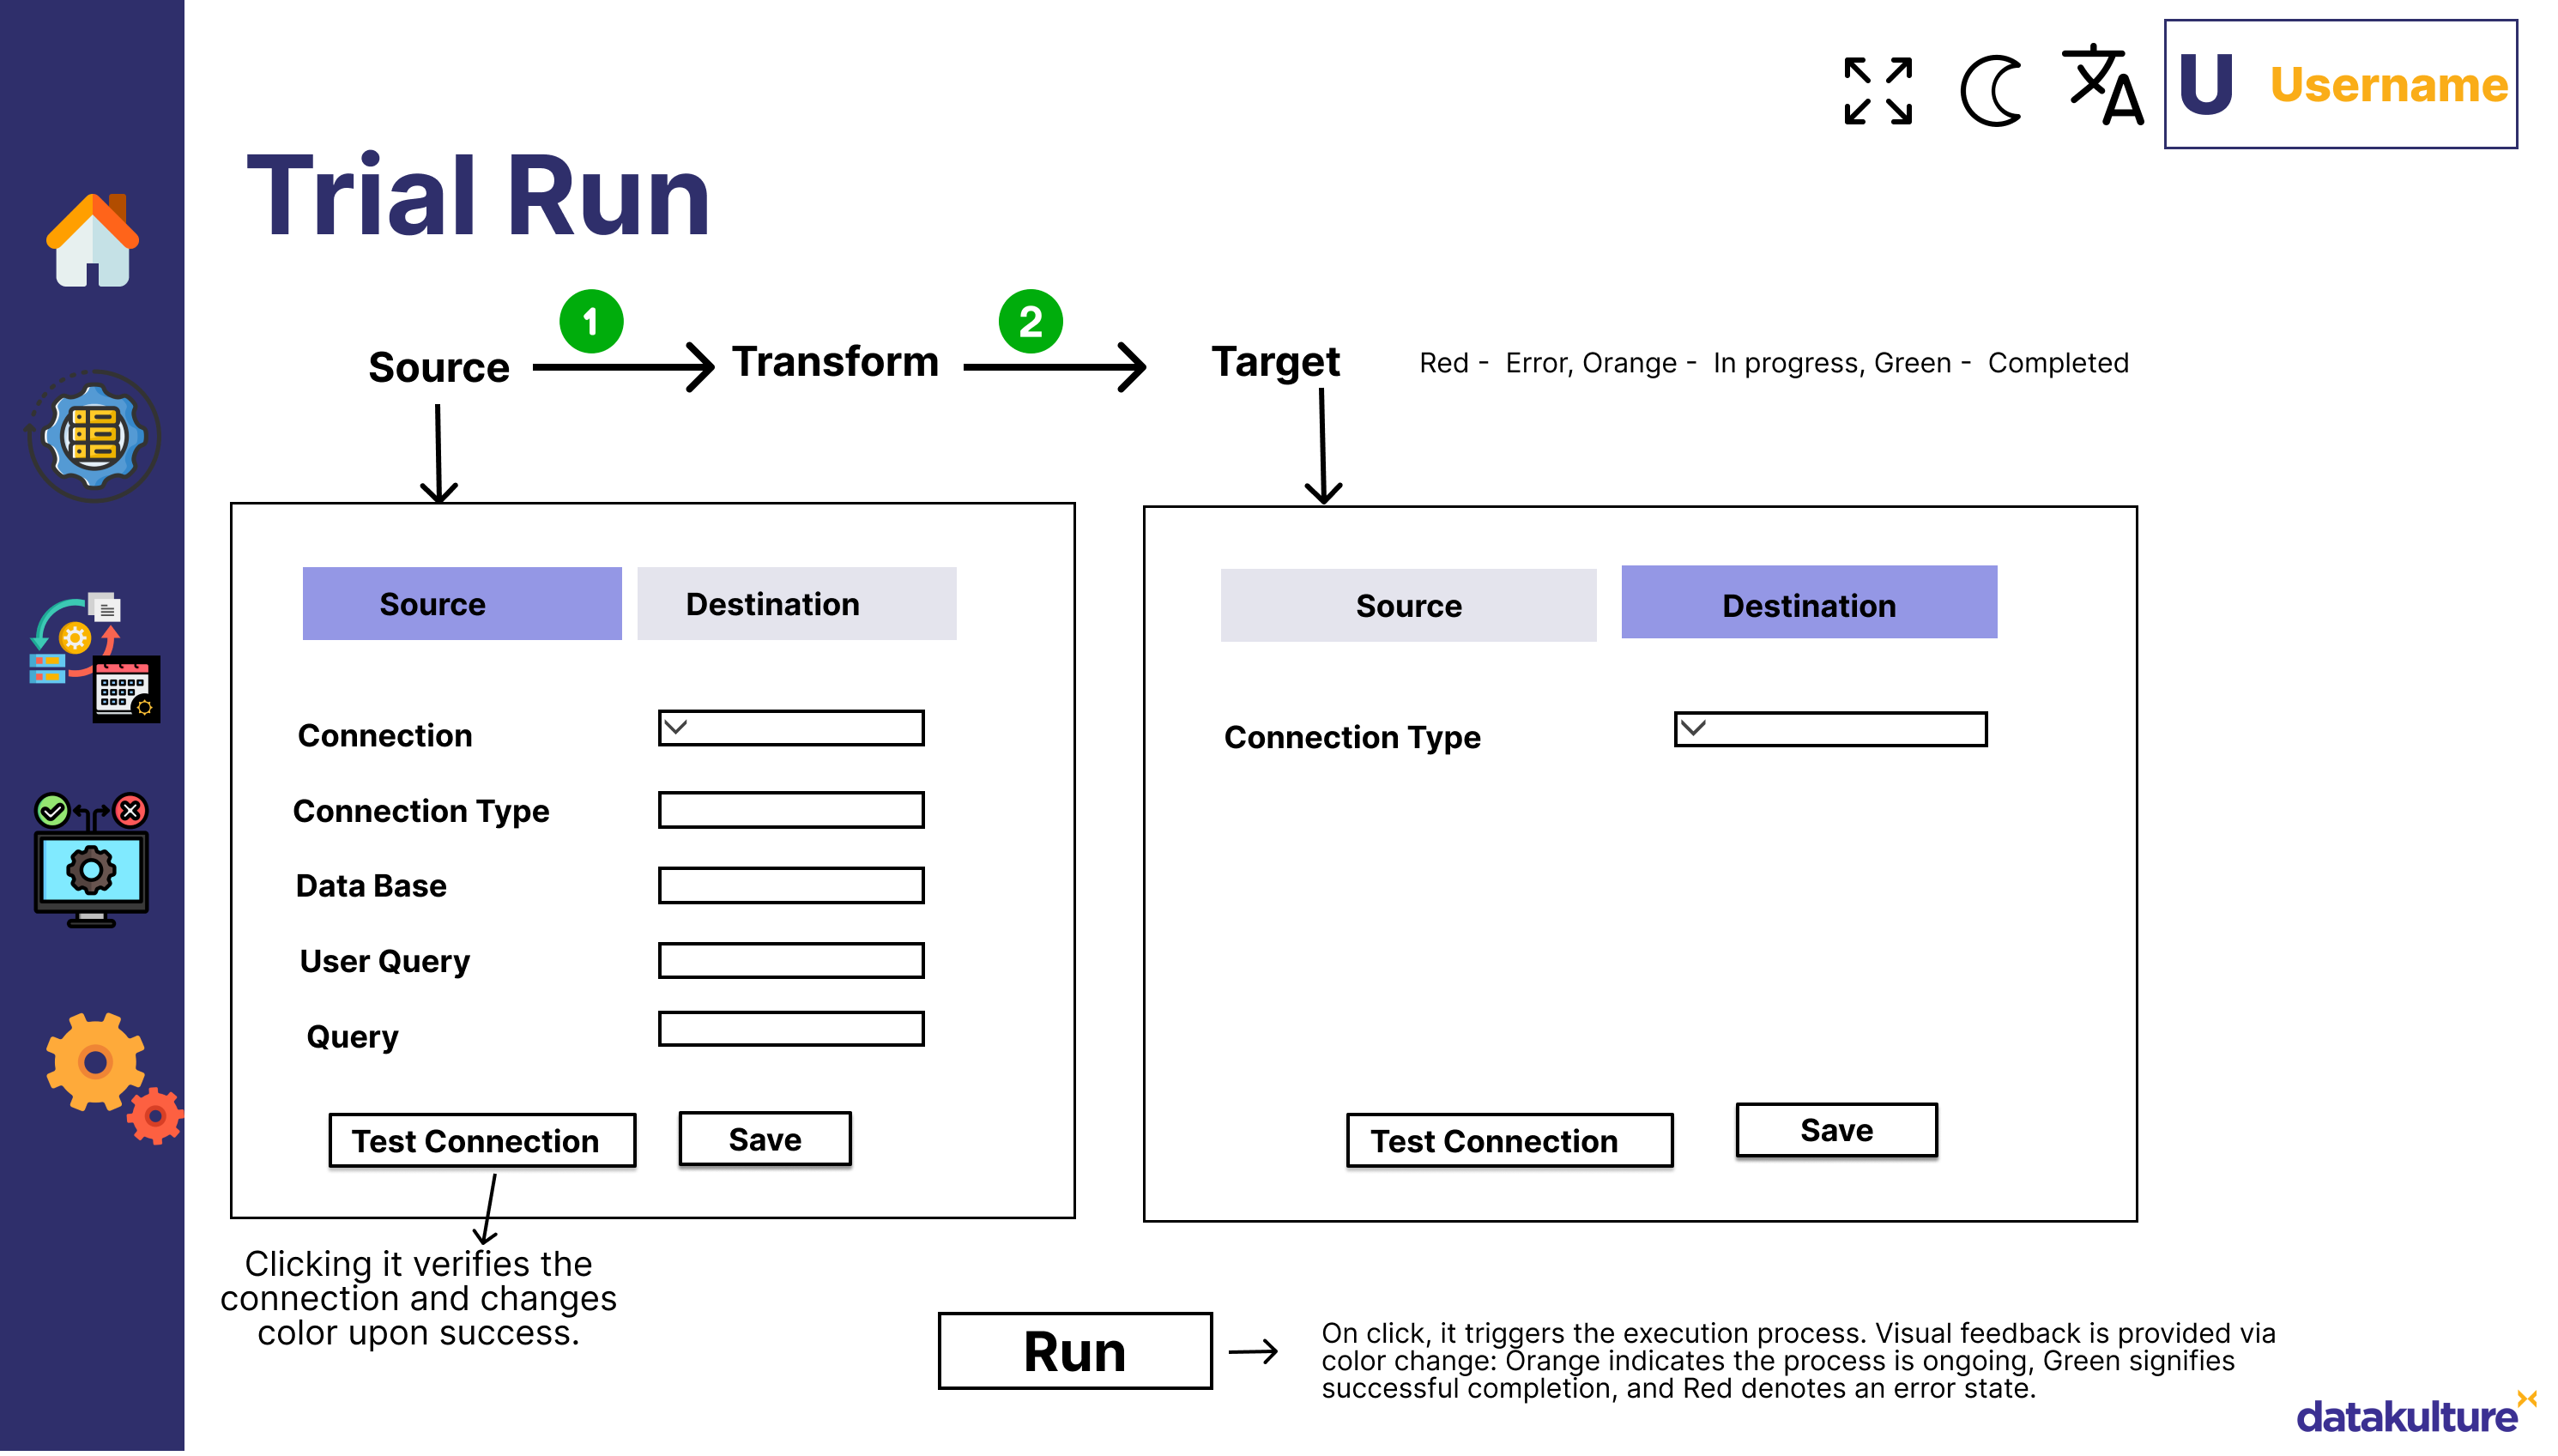 U Username
Trial Run
1
2
Source
Transform
Target
Red - Error, Orange - In progress, Green - Completed
Source
Destination
Connection
Connection Type
Data Base
User Query
Query
Test Connection
Save
Clicking it verifies the
connection and changes
color upon success.
Source
Destination
Connection Type
Test Connection
Save
Run
On click, it triggers the execution process. Visual feedback is provided via
color change: Orange indicates the process is ongoing, Green signifies
successful completion, and Red denotes an error state.
datakulture